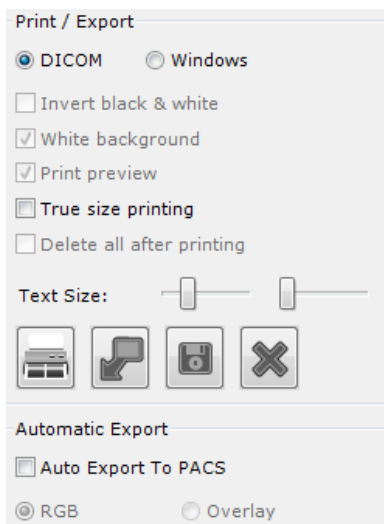 Print / Export
DICOM Windows
Invert black & white
White background
Print preview
True size printing
Delete all after printing
Text Size:
Automatic Export
Auto Export To PACS
RGB Overlay